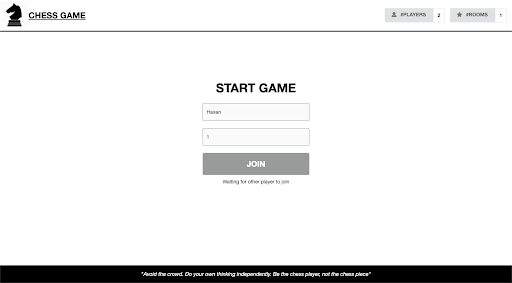 CHESS GAME
#PLAYERS 2
#ROOMS 1
START GAME
Hasan
1
JOIN
Waiting for other player to join
"Avoid the crowd. Do your own thinking independently. Be the chess player, not the chess piece"